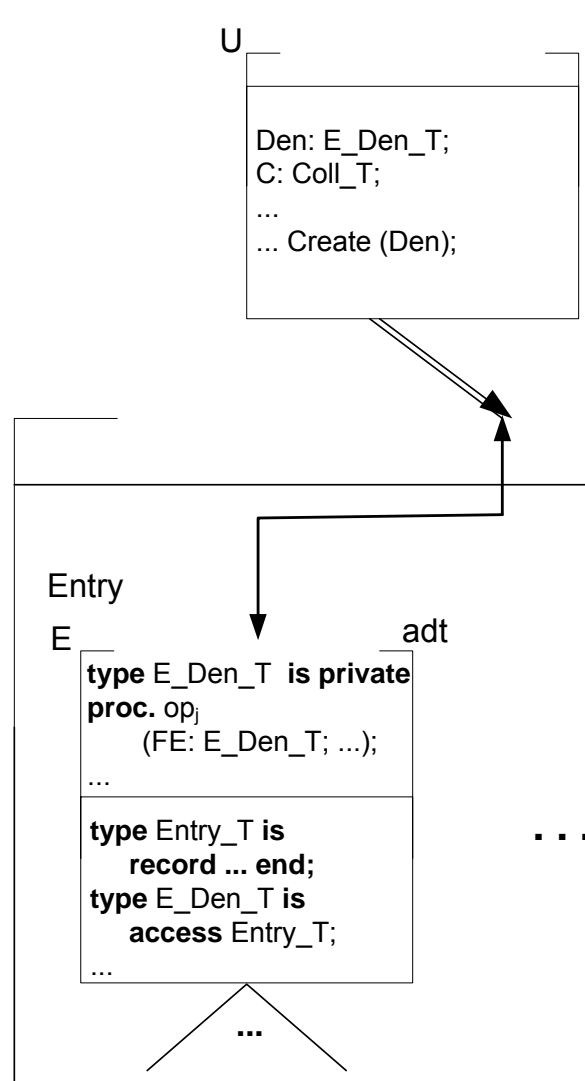 U
Den: E_Den_T;
C: Coll_T;
...
... Create (Den);
Entry
E
adt
type E_Den_T is private
proc. opj
(FE: E_Den_T; ...);
...
type Entry_T is
record ... end;
type E_Den_T is
access Entry_T;
...
...
...